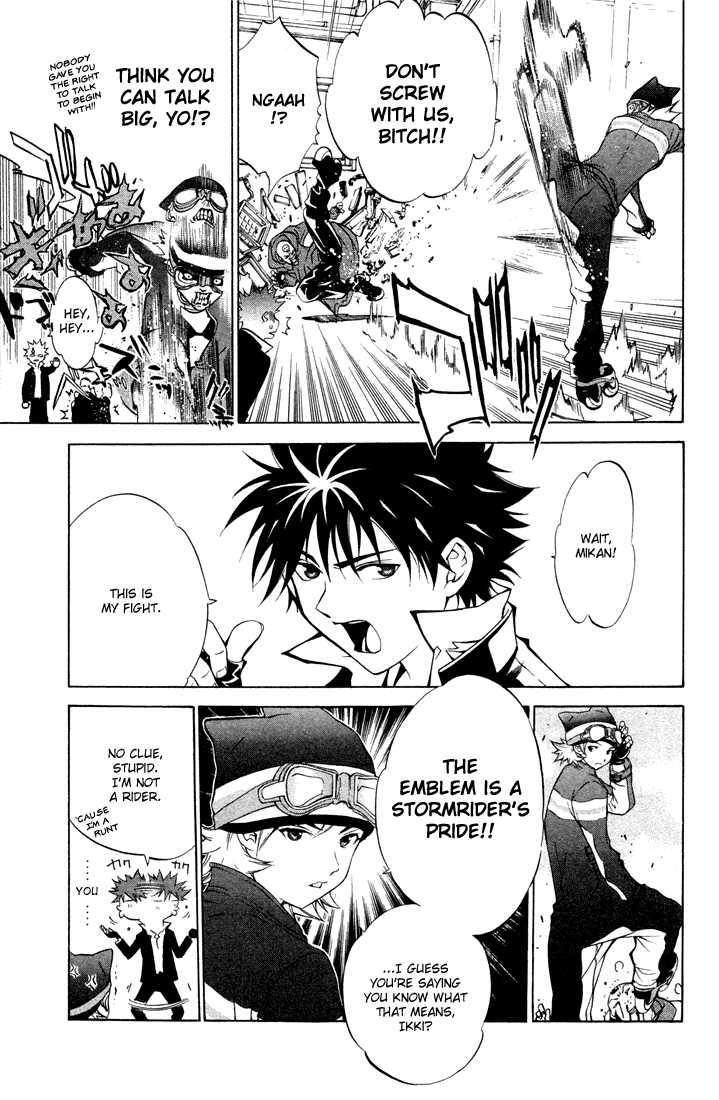 DON'T
SCREW
WITH US,
BITCH!!
NGAAH
!?
THINK YOU
CAN TALK
BIG, YO!?
NOBODY
GAVE YOU
THE RIGHT
TO TALK
TO BEGIN
WITH!!
HEY,
HEY...
WAIT,
MIKAN!
THIS IS
MY FIGHT.
THE
EMBLEM IS A
STORMRIDER'S
PRIDE!!
...I GUESS
YOU'RE SAYING
YOU KNOW WHAT
THAT MEANS,
IKKI?
NO CLUE,
STUPID.
I'M NOT
A RIDER.
'CAUSE
I'M A
RUNT
......
YOU
......